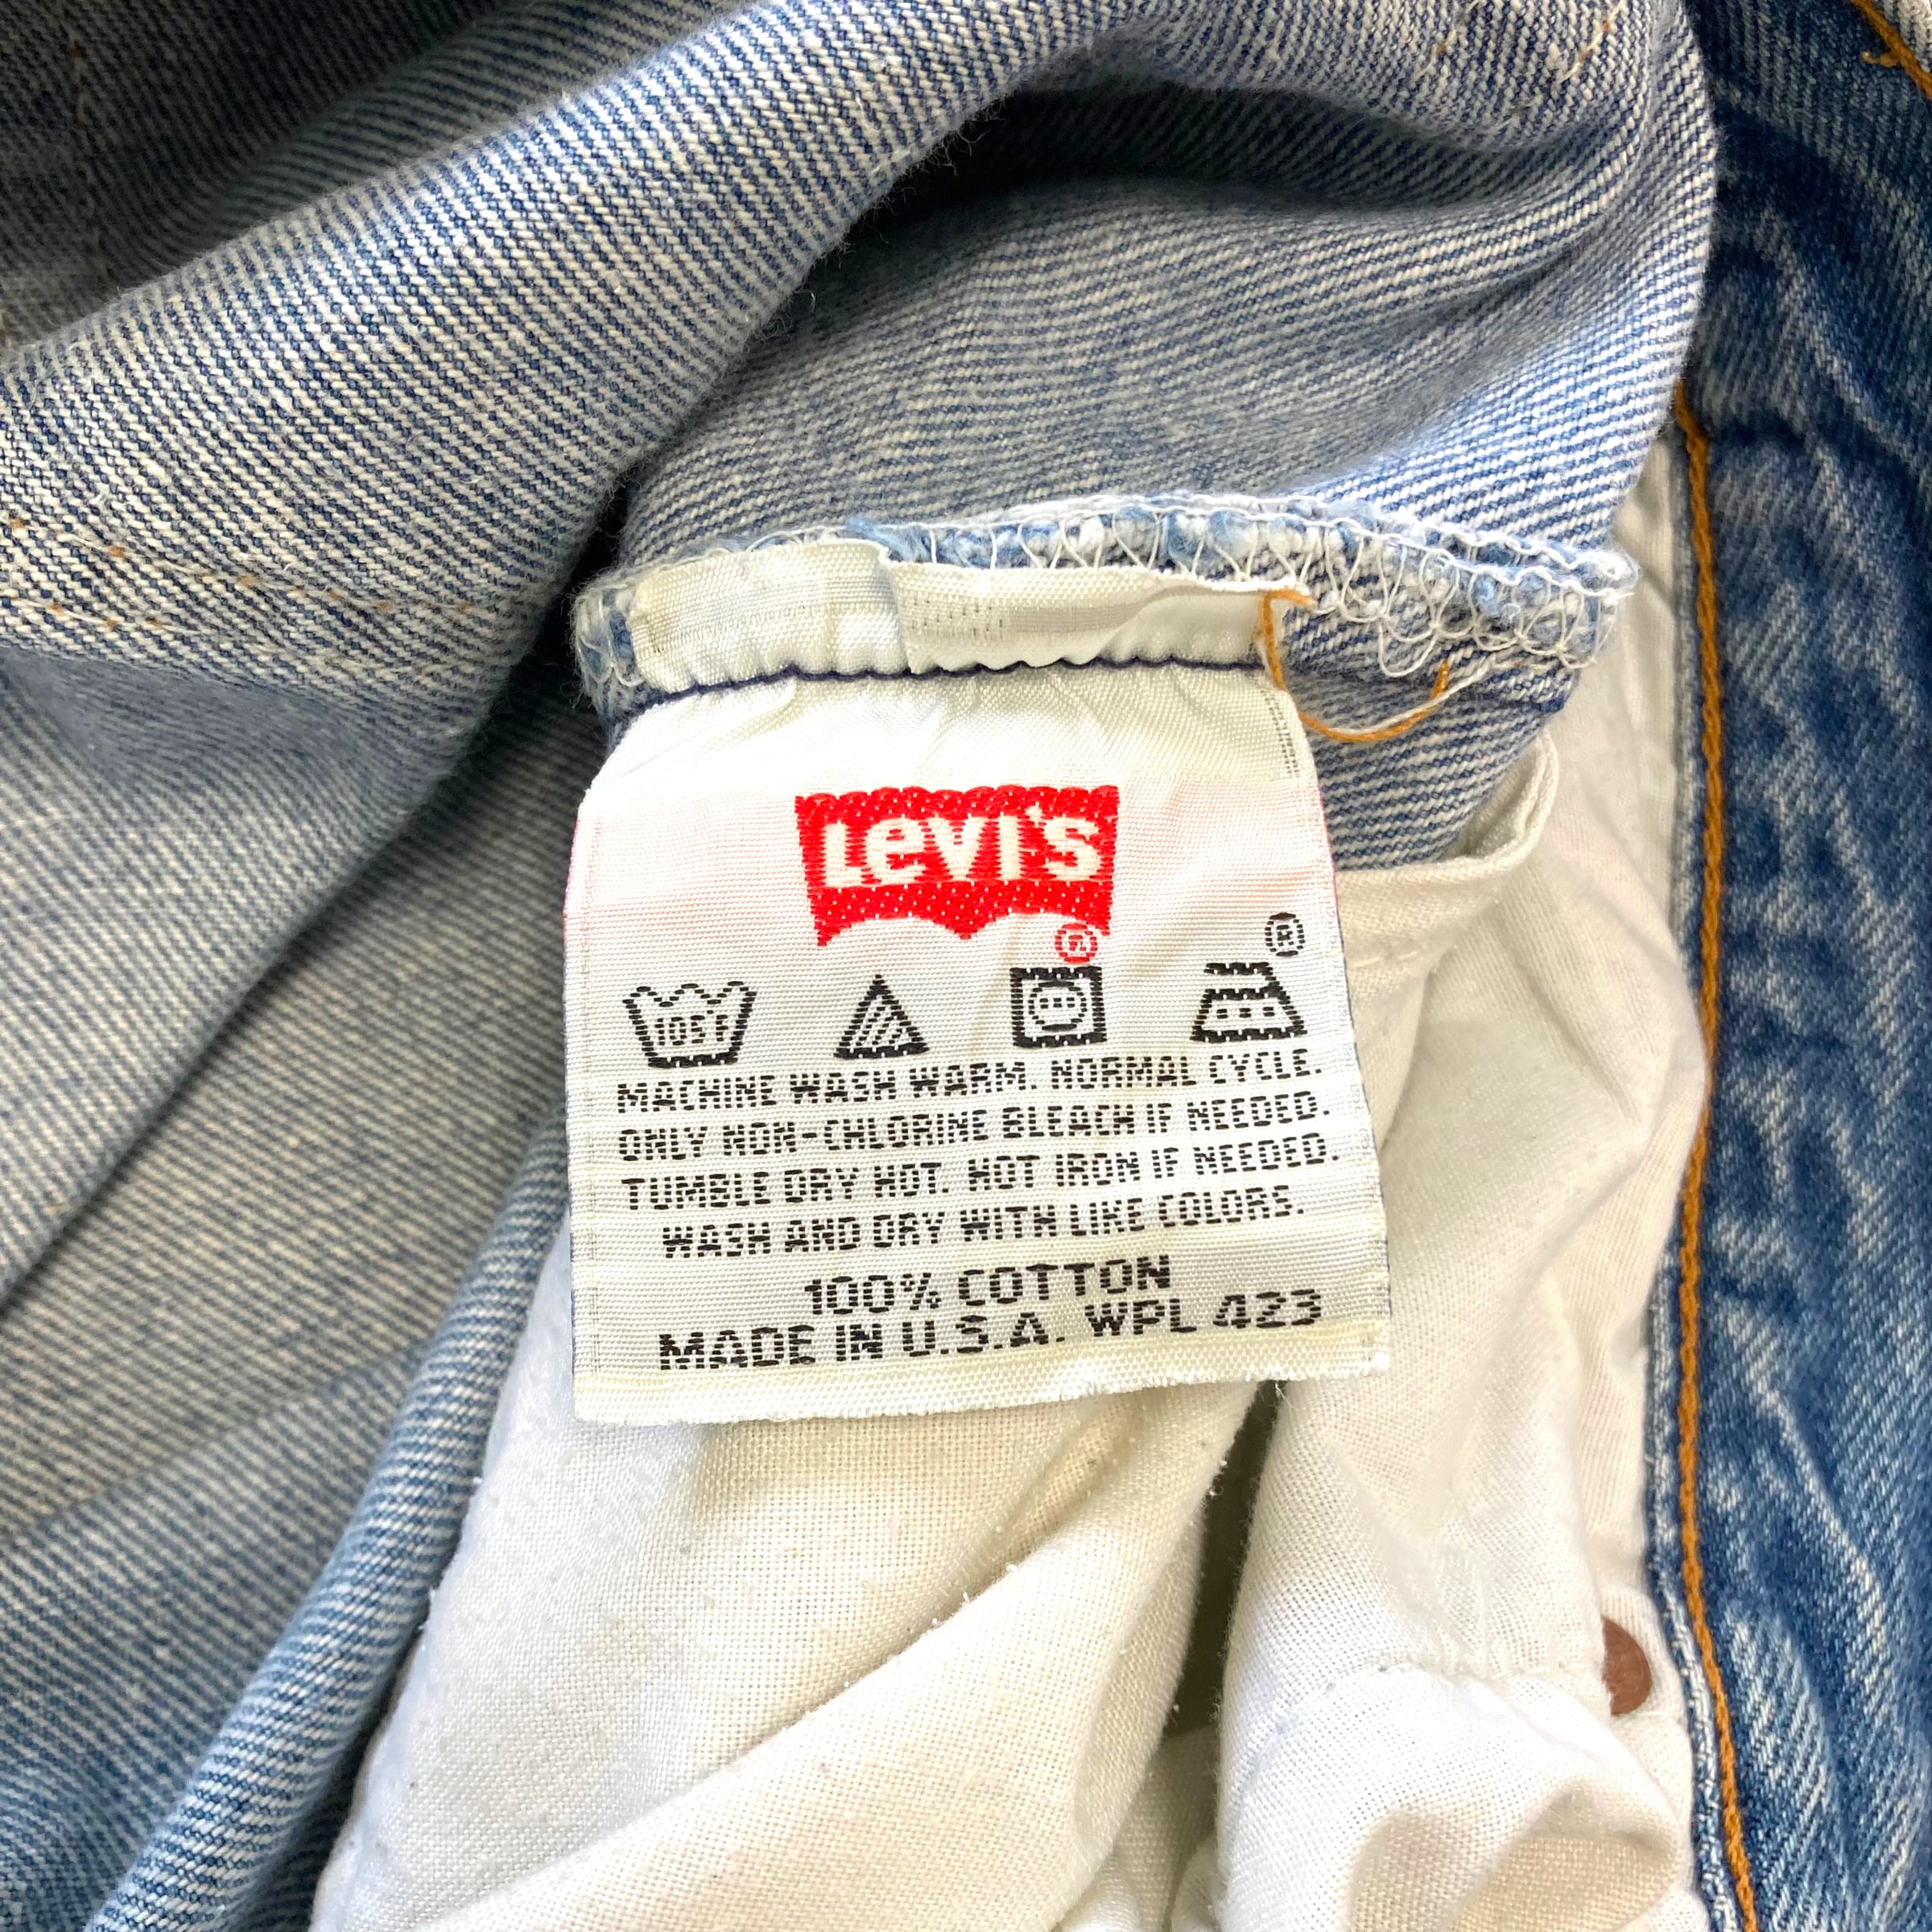 LEVI'S
®
®
105°F
MACHINE WASH WARM. NORMAL CYCLE.
ONLY NON-CHLORINE BLEACH IF NEEDED.
TUMBLE DRY HOT. HOT IRON IF NEEDED.
WASH AND DRY WITH LIKE COLORS.
100% COTTON
MADE IN U.S.A. WPL 423